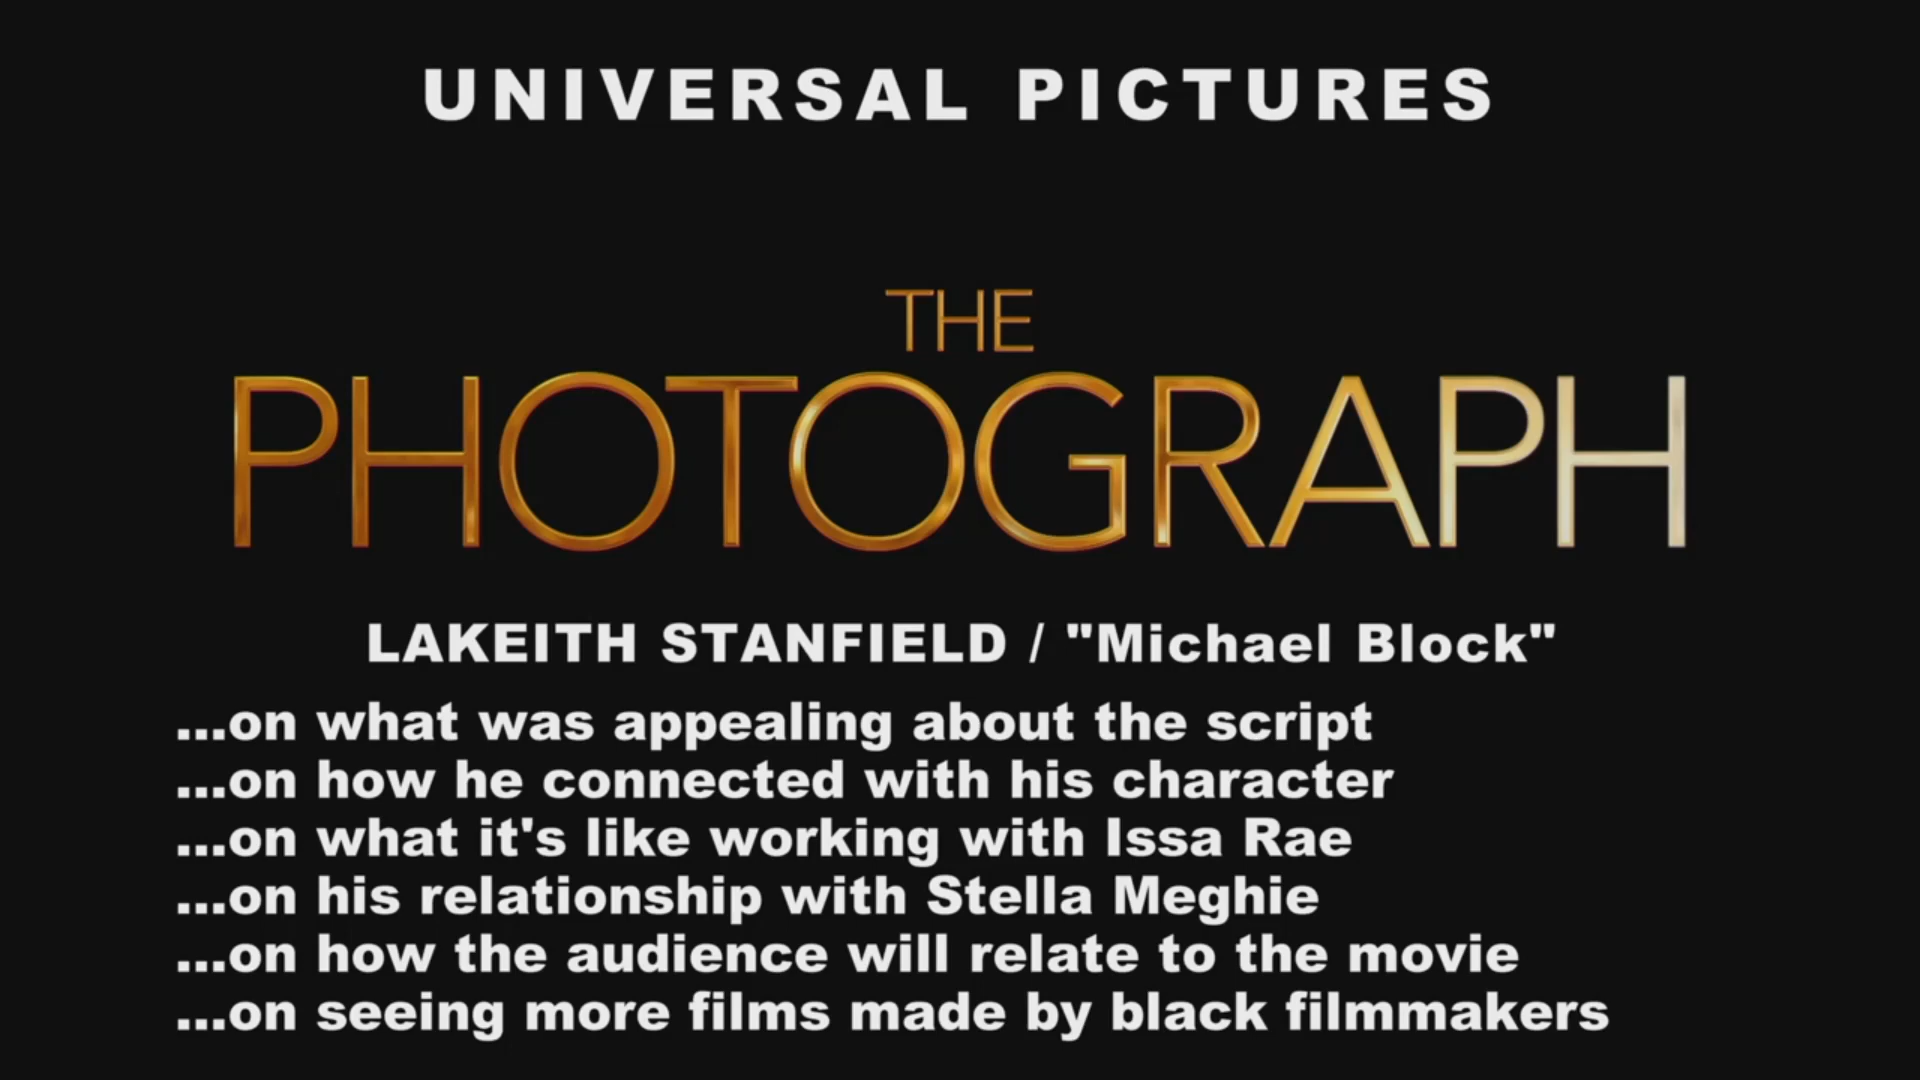 UNIVERSAL PICTURES
THE
PHOTOGRAPH
LAKEITH STANFIELD / "Michael Block"
...on what was appealing about the script
...on how he connected with his character
...on what it's like working with Issa Rae
...on his relationship with Stella Meghie
...on how the audience will relate to the movie
...on seeing more films made by black filmmakers